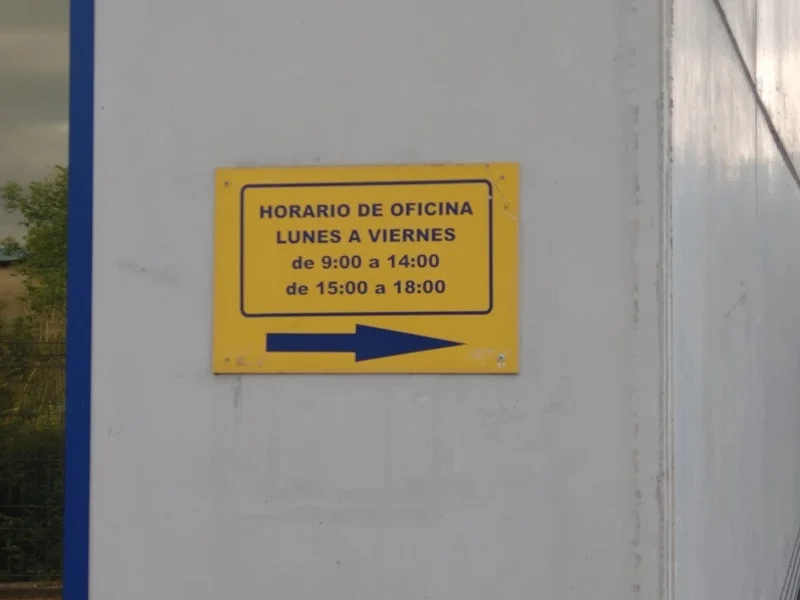 HORARIO DE OFICINA
LUNES A VIERNES
de 9:00 a 14:00
de 15:00 a 18:00